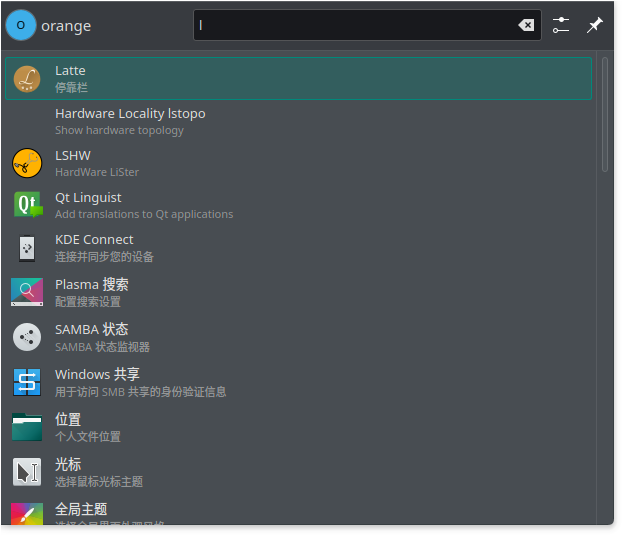 O orange l
Latte
停靠栏
Hardware Locality lstopo
Show hardware topology
LSHW
HardWare LiSter
Qt Linguist
Add translations to Qt applications
KDE Connect
连接并同步您的设备
Plasma 搜索
配置搜索设置
SAMBA 状态
SAMBA 状态监视器
Windows 共享
用于访问 SMB 共享的身份验证信息
位置
个人文件位置
光标
选择鼠标光标主题
全局主题